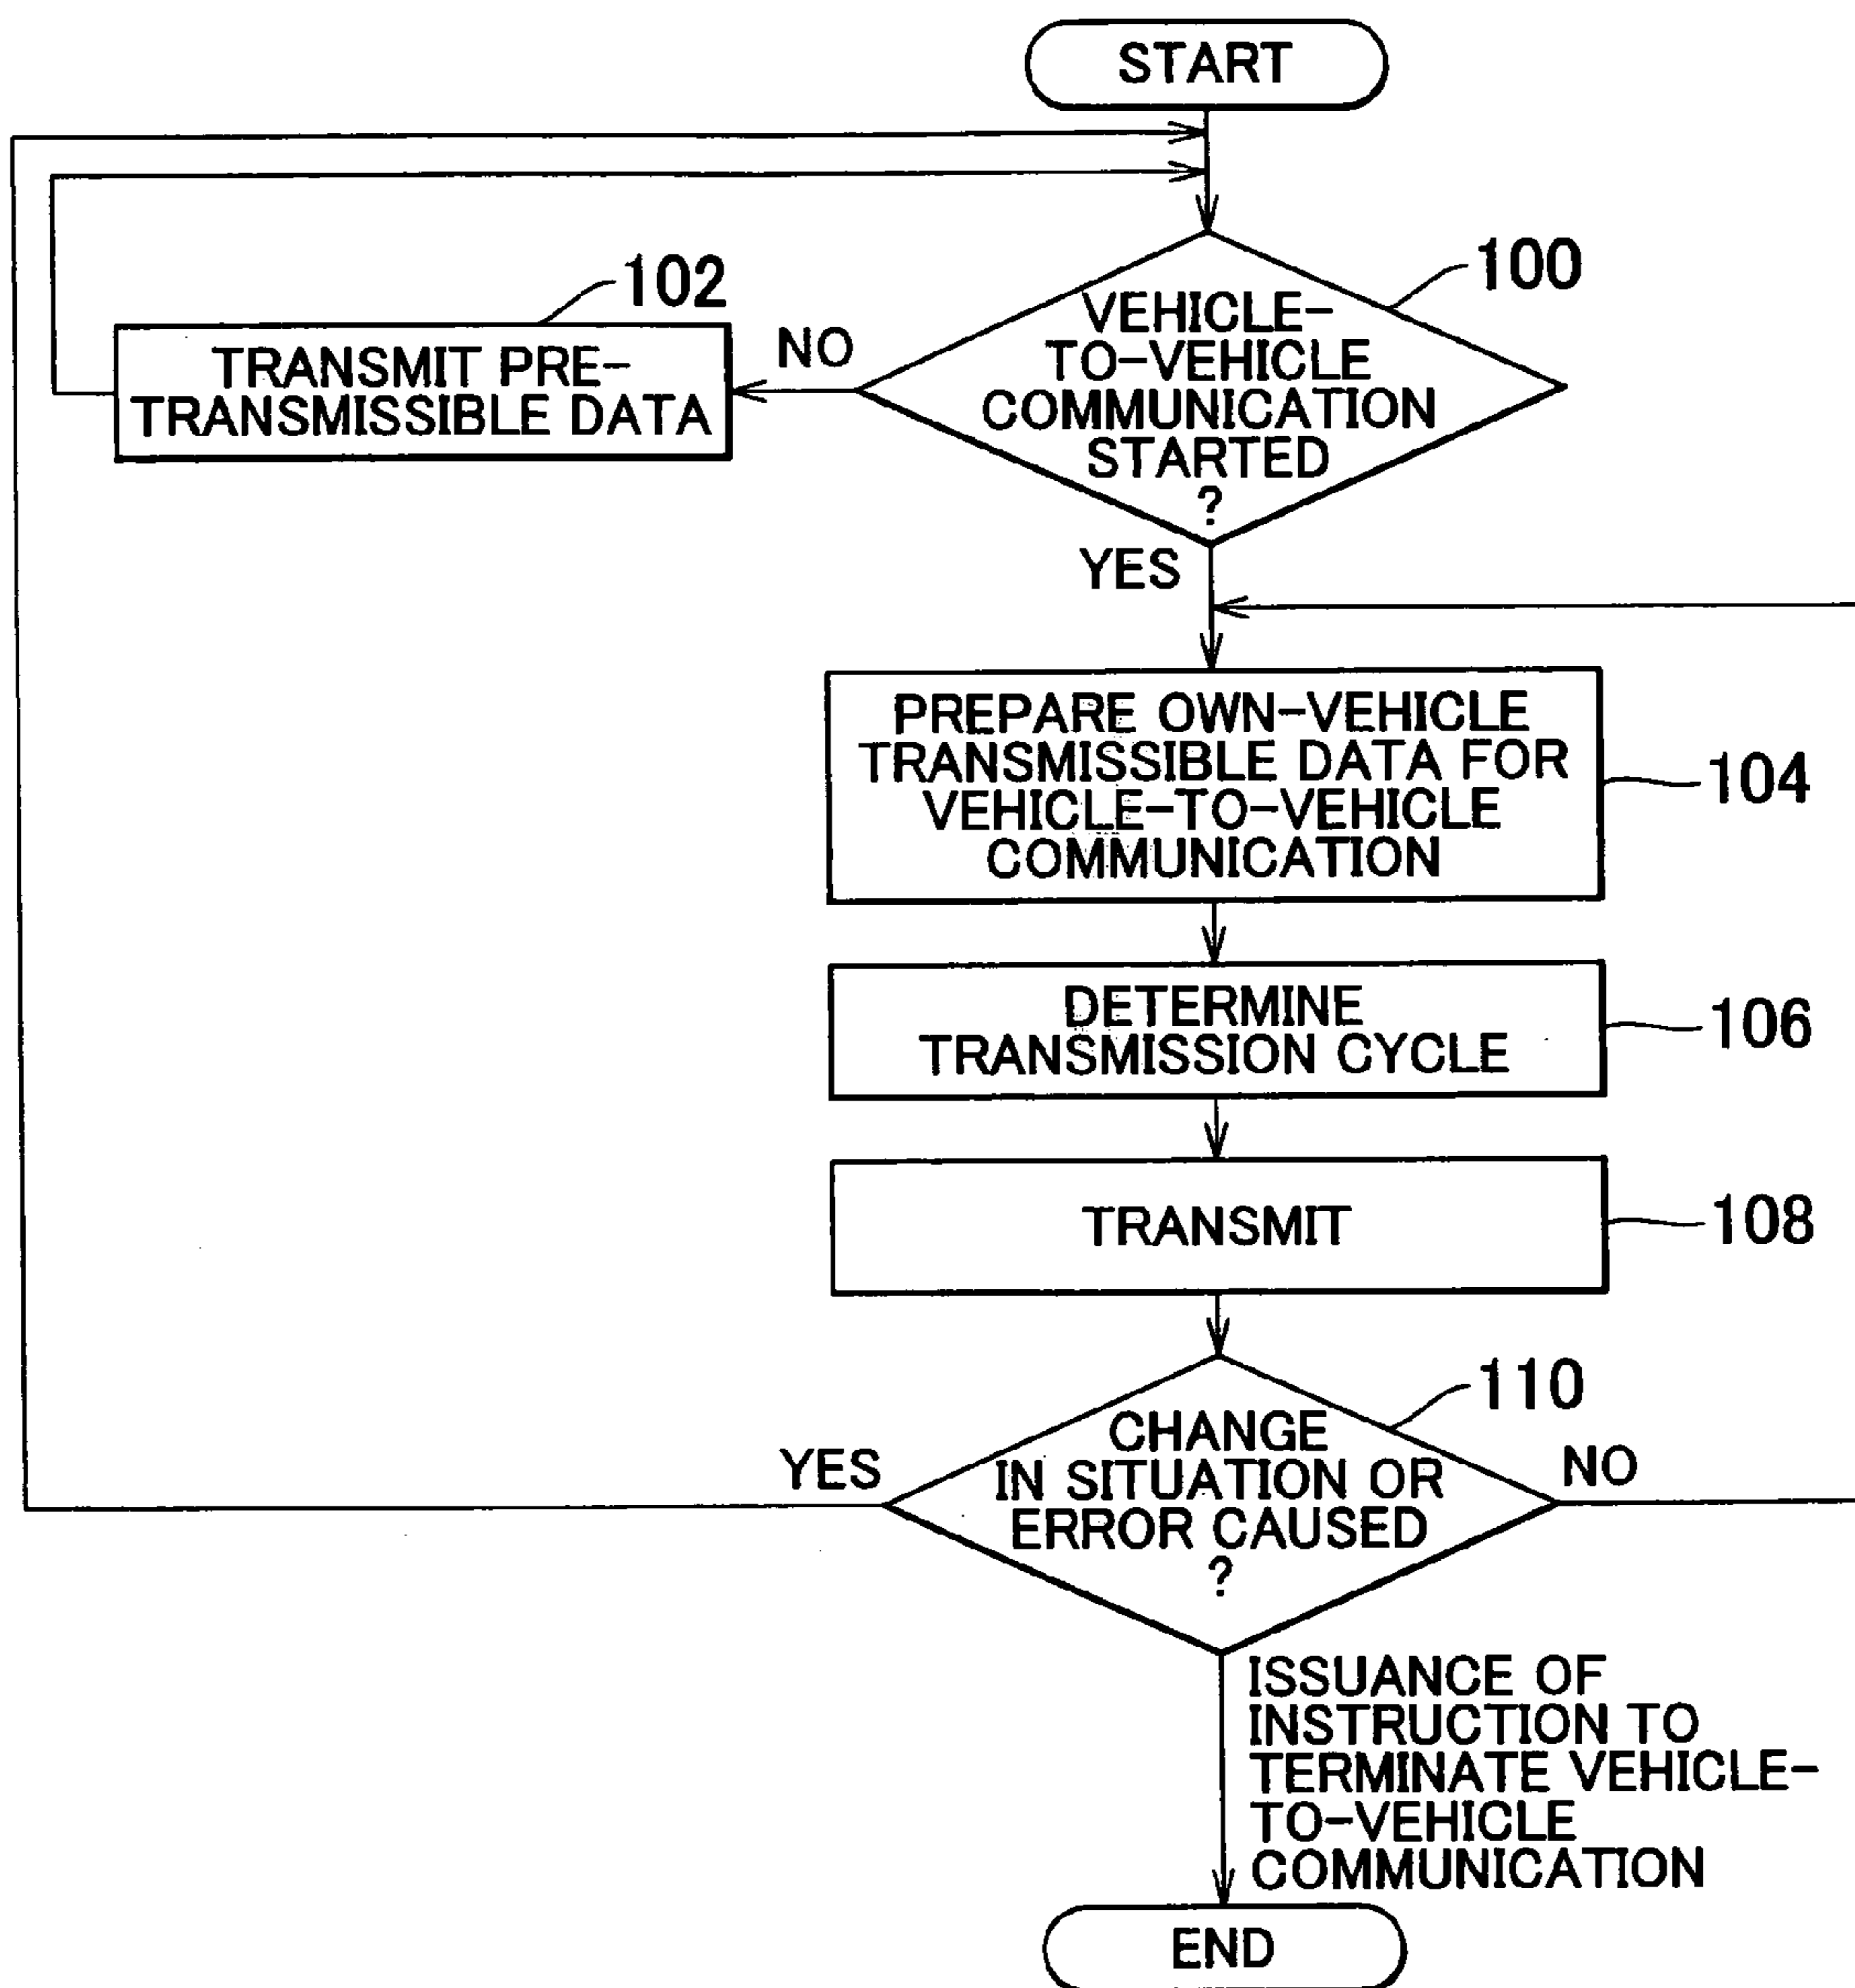 START
100
VEHICLE-
TO-VEHICLE
COMMUNICATION
STARTED
?
NO
102
TRANSMIT PRE-
TRANSMISSIBLE DATA
YES
PREPARE OWN-VEHICLE
TRANSMISSIBLE DATA FOR
VEHICLE-TO-VEHICLE
COMMUNICATION
104
DETERMINE
TRANSMISSION CYCLE
106
TRANSMIT
108
110
CHANGE
IN SITUATION OR
ERROR CAUSED
?
YES
NO
ISSUANCE OF
INSTRUCTION TO
TERMINATE VEHICLE-
TO-VEHICLE
COMMUNICATION
END